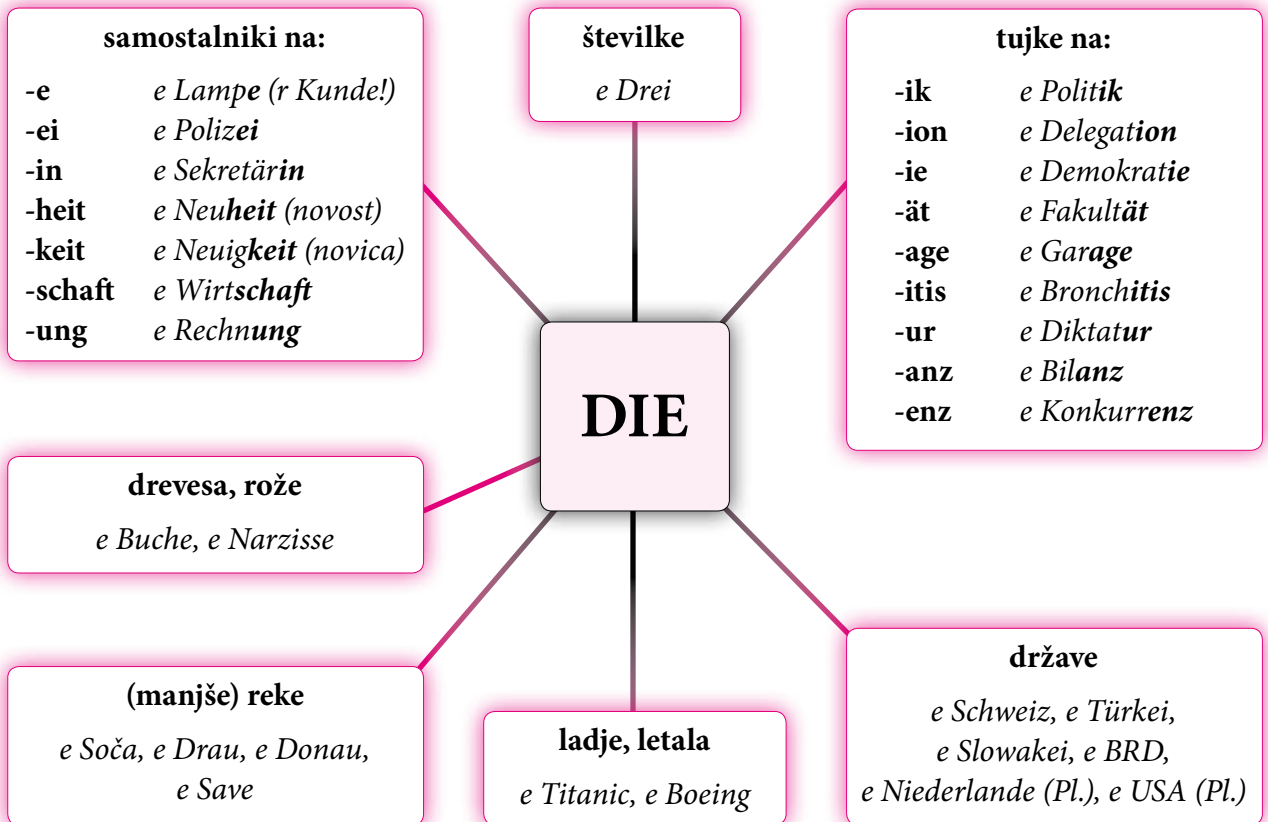 samostalniki na:
-e e Lampe (r Kunde!)
-ei e Polizei
-in e Sekretärin
-heit e Neuheit (novost)
-keit e Neuigkeit (novica)
-schaft e Wirtschaft
-ung e Rechnung
številke
e Drei
tujke na:
-ik e Politik
-ion e Delegation
-ie e Demokratie
-ät e Fakultät
-age e Garage
-itis e Bronchitis
-ur e Diktatur
-anz e Bilanz
-enz e Konkurrenz
DIE
drevesa, rože
e Buche, e Narzisse
(manjše) reke
e Soča, e Drau, e Donau,
e Save
ladje, letala
e Titanic, e Boeing
države
e Schweiz, e Türkei,
e Slowakei, e BRD,
e Niederlande (Pl.), e USA (Pl.)